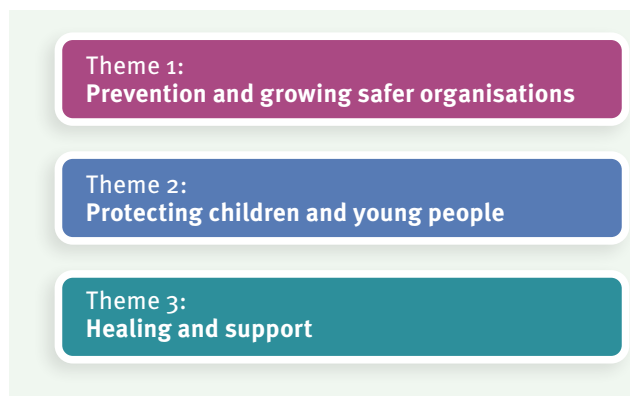 Theme 1:
Prevention and growing safer organisations
Theme 2:
Protecting children and young people
Theme 3:
Healing and support